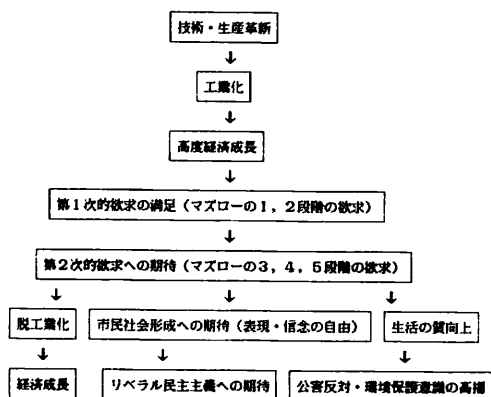 技術・生産革新
↓
工業化
↓
高度経済成長
↓
第1次的欲求の満足(マズローの1,2段階の欲求)
↓
第2次的欲求への期待(マズローの3,4,5段階の欲求)
↓ ↓ ↓
脱工業化 市民社会形成への期待(表現・信念の自由) 生活の質向上
↓ ↓ ↓
経済成長 リベラル民主主義への期待 公害反対・環境保護意識の高揚